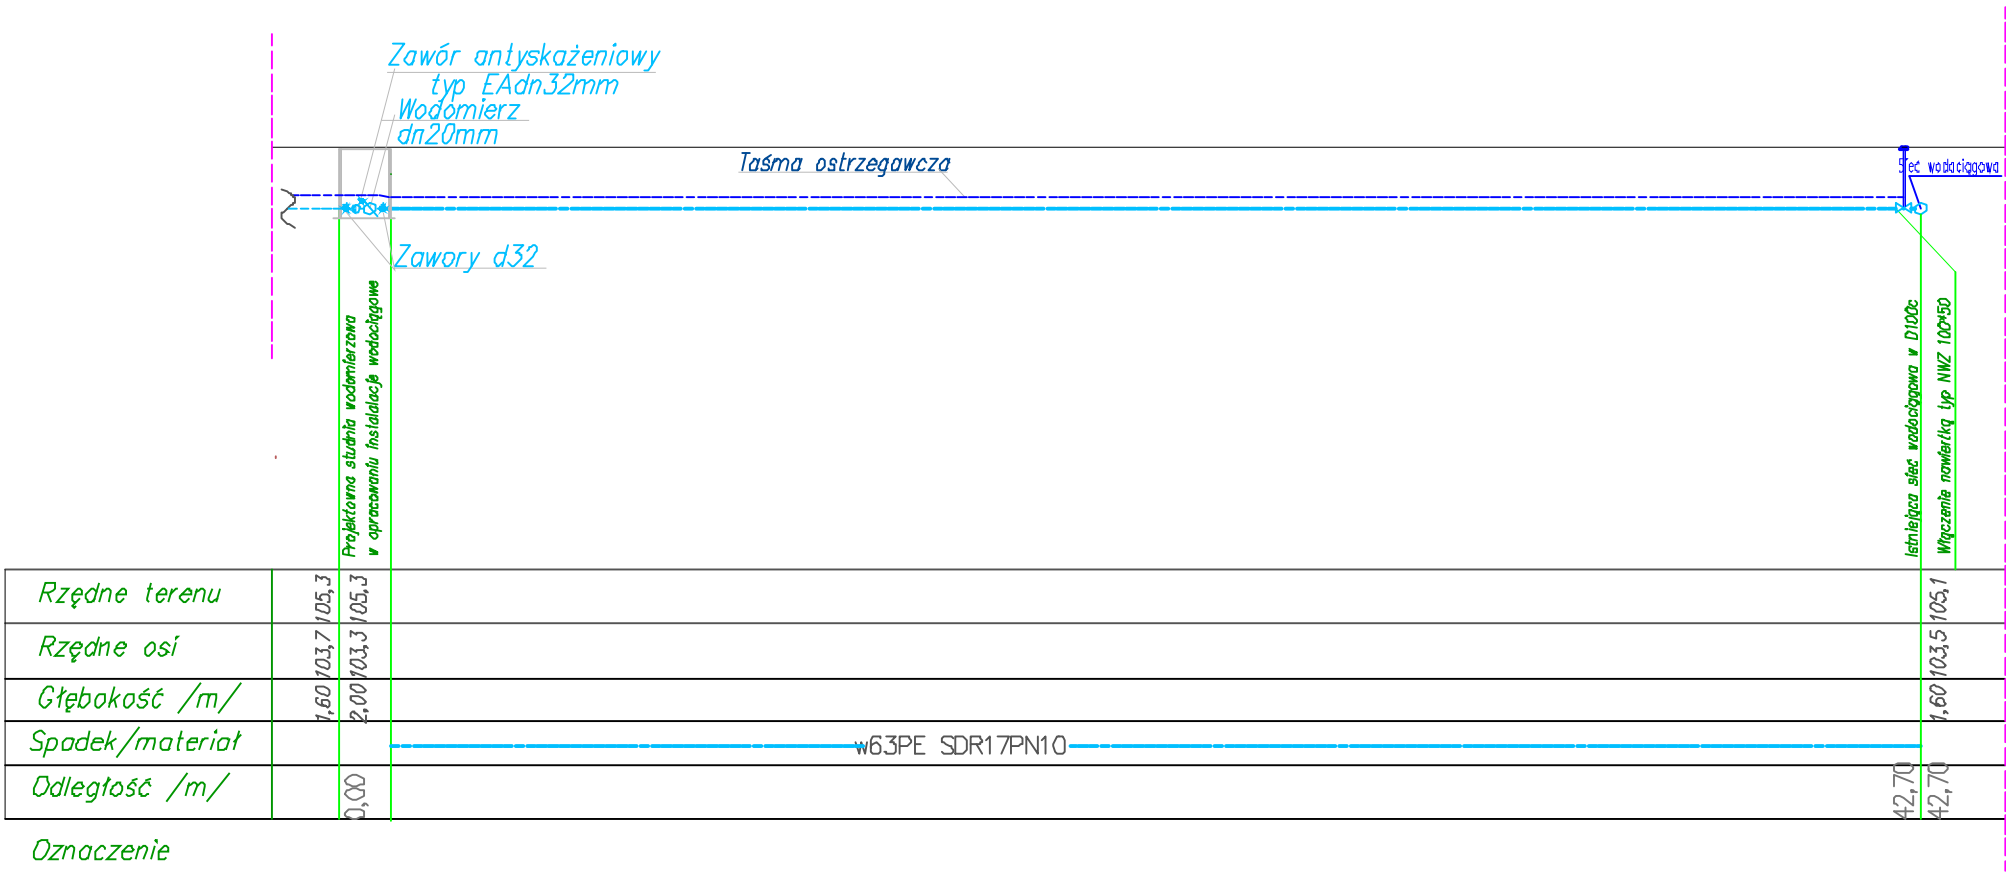 Zawór antyskażeniowy
typ EAdn32mm
Wodomierz
dn20mm
Taśma ostrzegawcza
Sieć wodociągowa
Zawory d32
Projektowna studnia wodomierzowa
w opracowaniu instalalacje wodociągowe
Istniejąca sieć wodociągowa w D100c
Włączenie nawiertką typ NWZ 100*50
Rzędne terenu 105,3 105,3 105,1
Rzędne osi 103,7 103,3 103,5
Głębokość /m/ 1,60 2,00 1,60
Spadek/materiał w63PE SDR17PN10
Odległość /m/ 0,00 42,70 42,70
Oznaczenie